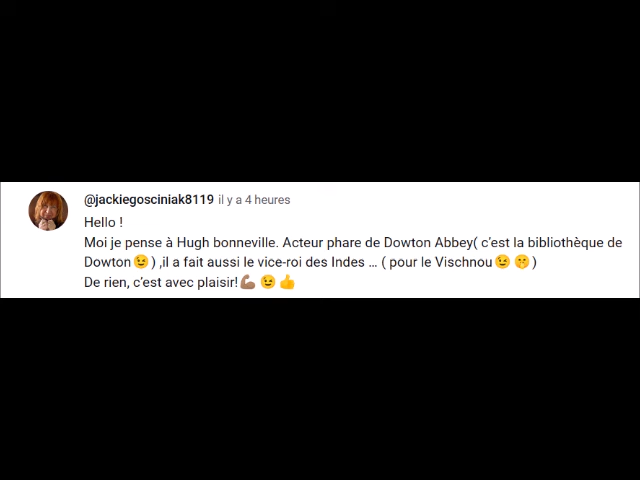 @jackiegosciniak8119 il y a 4 heures
Hello !
Moi je pense à Hugh bonneville. Acteur phare de Dowton Abbey( c’est la bibliothèque de
Dowton😉 ) ,il a fait aussi le vice-roi des Indes … ( pour le Vischnou😉 🤫 )
De rien, c’est avec plaisir!💪🏽 😉 👍